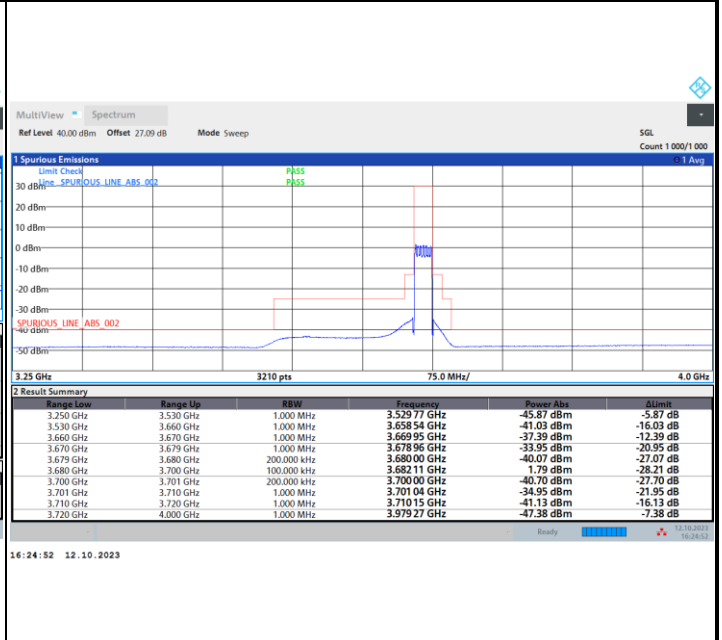 MultiView Spectrum
Ref Level 40.00 dBm Offset 27.09 dB Mode Sweep SGL
Count 1 000/1 000
1 Spurious Emissions 1 Avg
Limit Check PASS
Line _SPURIOUS_LINE_ABS_002 PASS
30 dBm
20 dBm
10 dBm
0 dBm
-10 dBm
-20 dBm
-30 dBm
_SPURIOUS_LINE_ABS_002
-40 dBm
-50 dBm
3.25 GHz 3210 pts 75.0 MHz/ 4.0 GHz
2 Result Summary
Range Low Range Up RBW Frequency Power Abs ΔLimit
3.250 GHz 3.530 GHz 1.000 MHz 3.529 77 GHz -45.87 dBm -5.87 dB
3.530 GHz 3.660 GHz 1.000 MHz 3.658 54 GHz -41.03 dBm -16.03 dB
3.660 GHz 3.670 GHz 1.000 MHz 3.669 95 GHz -37.39 dBm -12.39 dB
3.670 GHz 3.679 GHz 1.000 MHz 3.678 96 GHz -33.95 dBm -20.95 dB
3.679 GHz 3.680 GHz 200.000 kHz 3.680 00 GHz -40.07 dBm -27.07 dB
3.680 GHz 3.700 GHz 100.000 kHz 3.682 11 GHz 1.79 dBm -28.21 dB
3.700 GHz 3.701 GHz 200.000 kHz 3.700 00 GHz -40.70 dBm -27.70 dB
3.701 GHz 3.710 GHz 1.000 MHz 3.701 04 GHz -34.95 dBm -21.95 dB
3.710 GHz 3.720 GHz 1.000 MHz 3.710 15 GHz -41.13 dBm -16.13 dB
3.720 GHz 4.000 GHz 1.000 MHz 3.979 27 GHz -47.38 dBm -7.38 dB
Ready 12.10.2023
16:24:52
16:24:52 12.10.2023